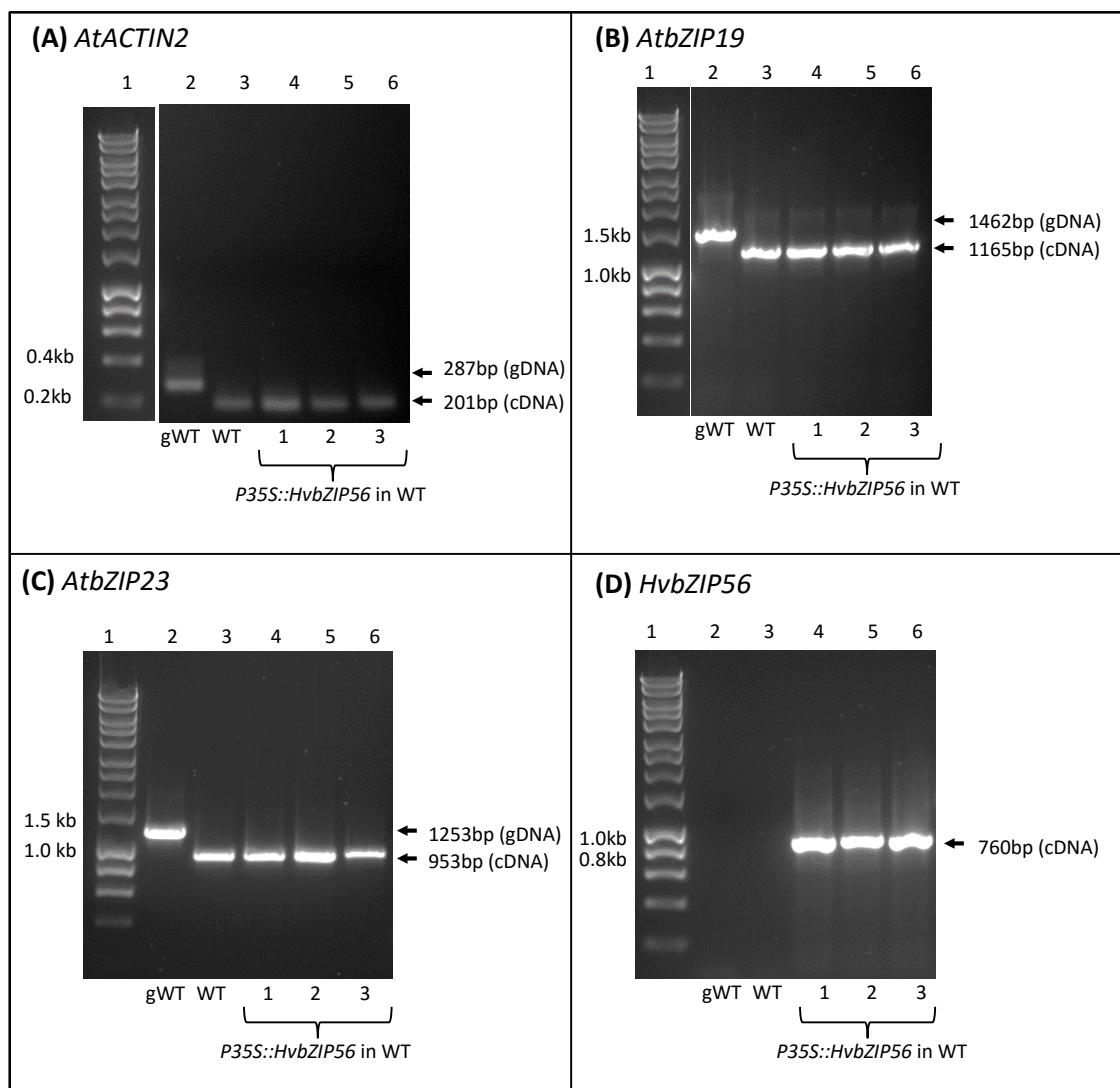 (A) AtACTIN2
1 2 3 4 5 6
0.4kb
0.2kb
287bp (gDNA)
201bp (cDNA)
gWT WT 1 2 3
P35S::HvbZIP56 in WT
(B) AtbZIP19
1 2 3 4 5 6
1.5kb
1.0kb
1462bp (gDNA)
1165bp (cDNA)
gWT WT 1 2 3
P35S::HvbZIP56 in WT
(C) AtbZIP23
1 2 3 4 5 6
1.5 kb
1.0 kb
1253bp (gDNA)
953bp (cDNA)
gWT WT 1 2 3
P35S::HvbZIP56 in WT
(D) HvbZIP56
1 2 3 4 5 6
1.0kb
0.8kb
760bp (cDNA)
gWT WT 1 2 3
P35S::HvbZIP56 in WT